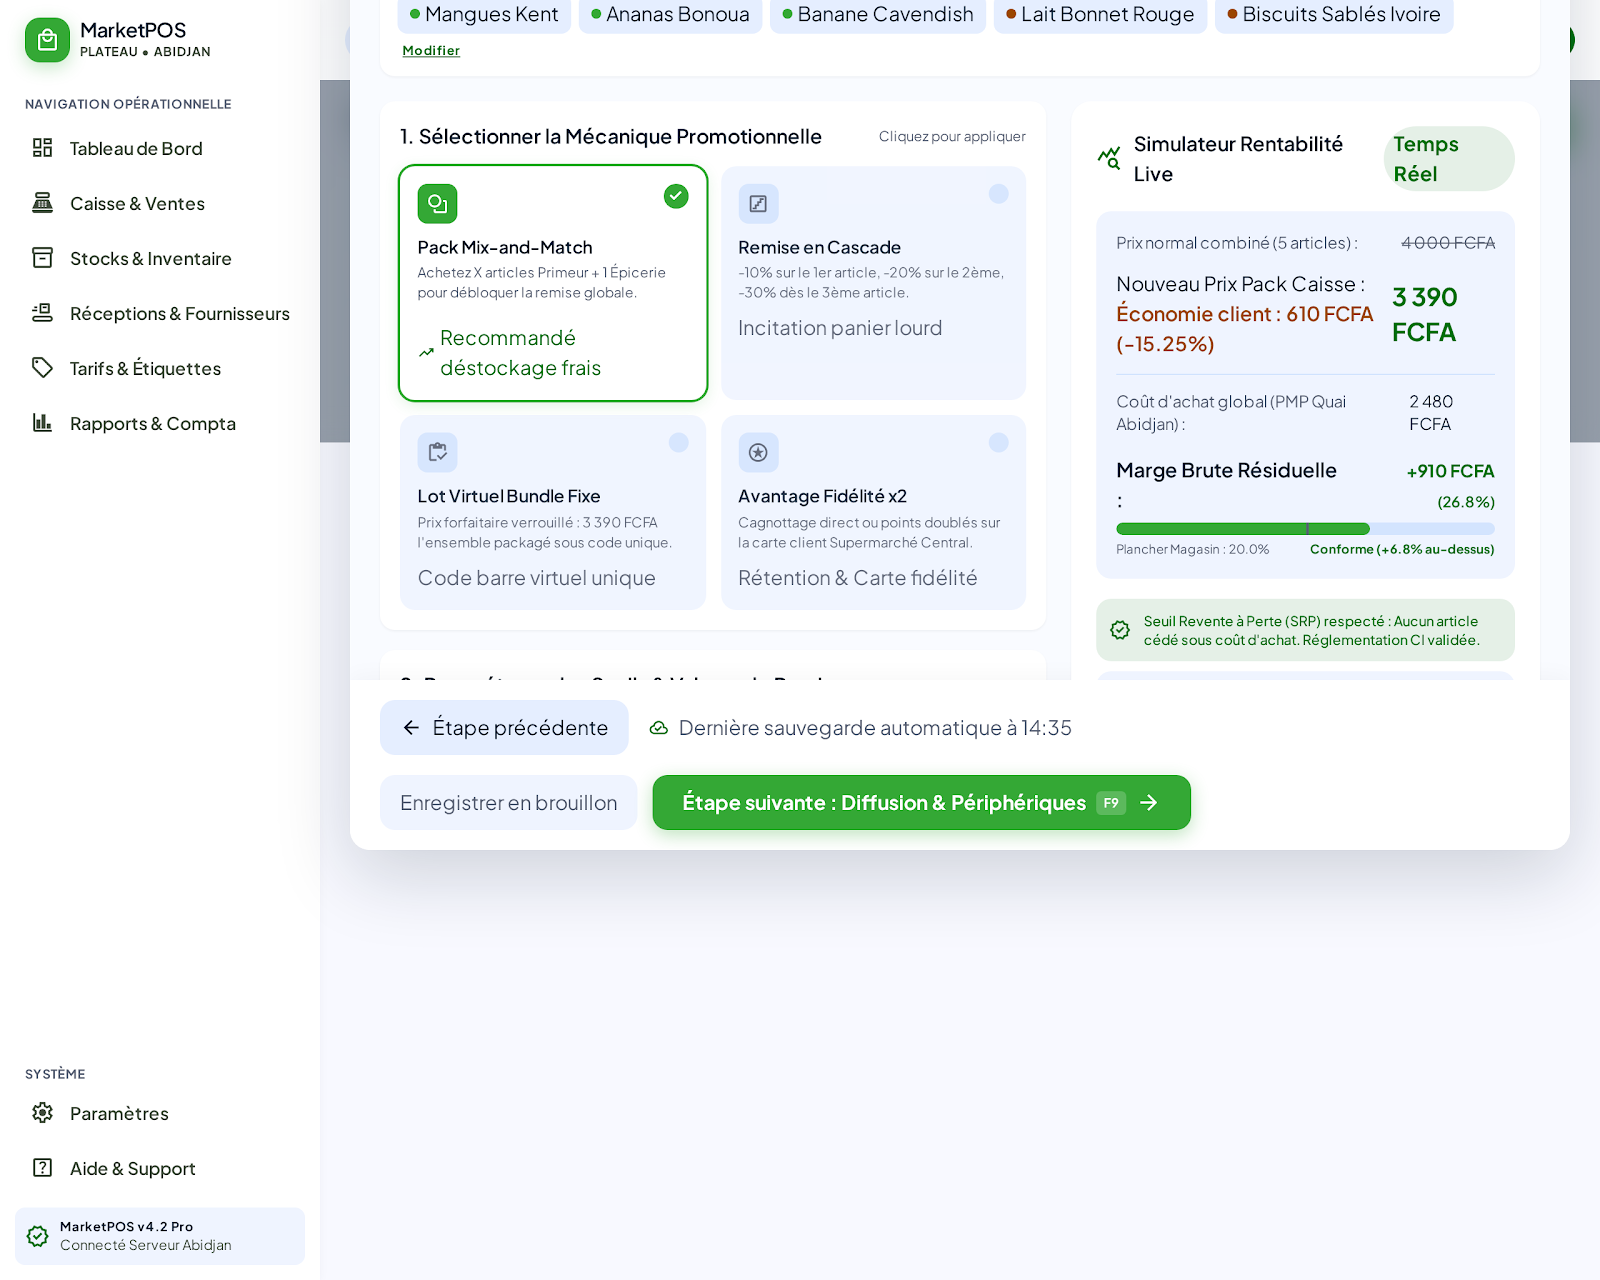 MarketPOS
PLATEAU • ABIDJAN
NAVIGATION OPÉRATIONNELLE
Tableau de Bord
Caisse & Ventes
Stocks & Inventaire
Réceptions & Fournisseurs
Tarifs & Étiquettes
Rapports & Compta
SYSTÈME
Paramètres
Aide & Support
MarketPOS v4.2 Pro
Connecté Serveur Abidjan
Mangues Kent
Ananas Bonoua
Banane Cavendish
Lait Bonnet Rouge
Biscuits Sablés Ivoire
Modifier
1. Sélectionner la Mécanique Promotionnelle
Cliquez pour appliquer
Pack Mix-and-Match
Achetez X articles Primeur + 1 Épicerie
pour débloquer la remise globale.
Recommandé
déstockage frais
Remise en Cascade
-10% sur le 1er article, -20% sur le 2ème,
-30% dès le 3ème article.
Incitation panier lourd
Lot Virtuel Bundle Fixe
Prix forfaitaire verrouillé : 3 390 FCFA
l'ensemble packagé sous code unique.
Code barre virtuel unique
Avantage Fidélité x2
Cagnottage direct ou points doublés sur
la carte client Supermarché Central.
Rétention & Carte fidélité
Simulateur Rentabilité
Live
Temps
Réel
Prix normal combiné (5 articles) :
4 000 FCFA
Nouveau Prix Pack Caisse :
Économie client : 610 FCFA
(-15.25%)
3 390
FCFA
Coût d'achat global (PMP Quai
Abidjan) :
2 480
FCFA
Marge Brute Résiduelle
:
+910 FCFA
(26.8%)
Plancher Magasin : 20.0%
Conforme (+6.8% au-dessus)
Seuil Revente à Perte (SRP) respecté : Aucun article
cédé sous coût d'achat. Réglementation CI validée.
Étape précédente
Dernière sauvegarde automatique à 14:35
Enregistrer en brouillon
Étape suivante : Diffusion & Périphériques
F9